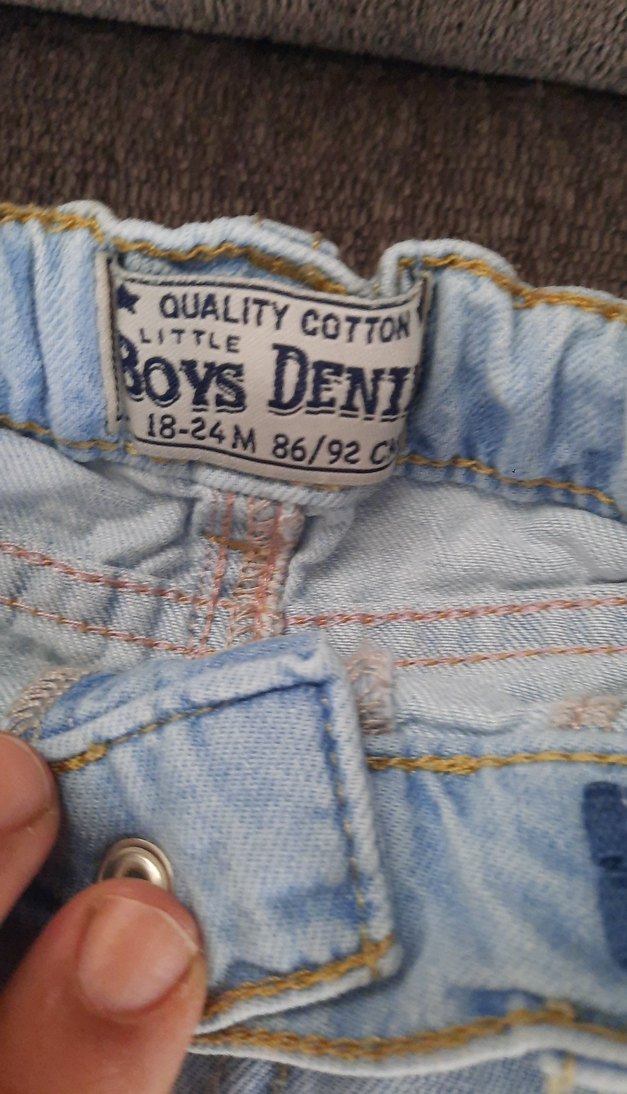 QUALITY COTTON
LITTLE
BOYS DENI
18-24M 86/92 C